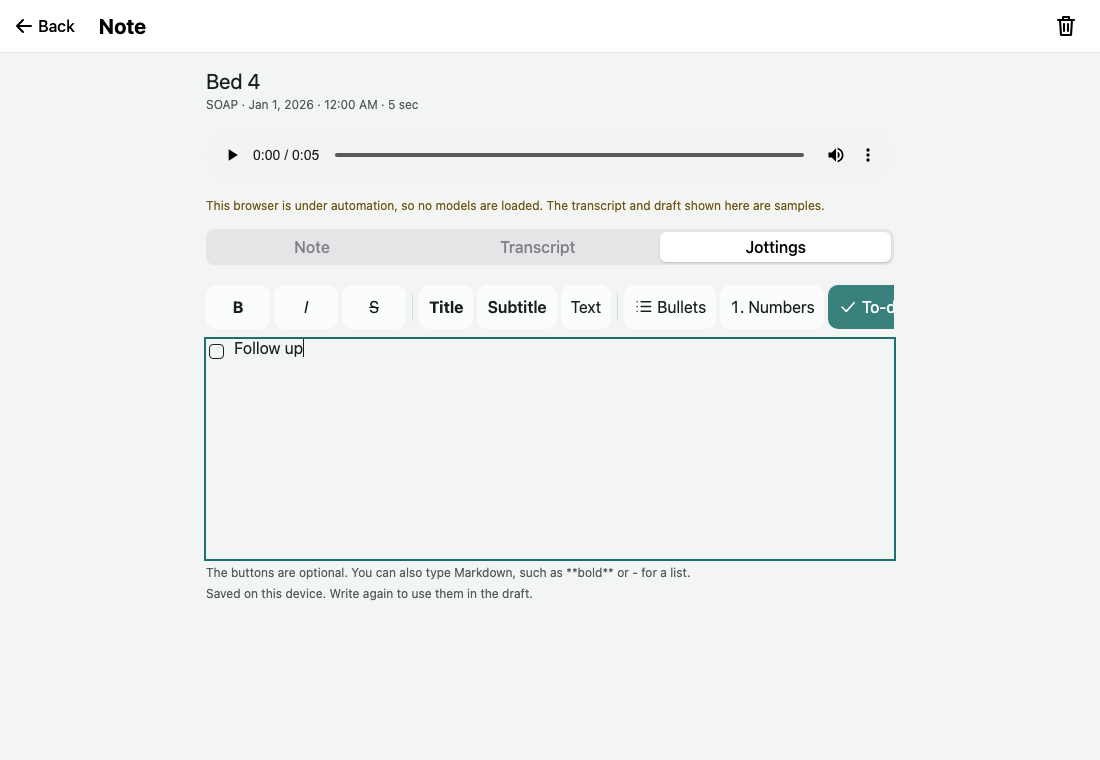 Back Note
Bed 4
SOAP · Jan 1, 2026 · 12:00 AM · 5 sec
0:00 / 0:05
This browser is under automation, so no models are loaded. The transcript and draft shown here are samples.
Note Transcript Jottings
B I S Title Subtitle Text Bullets 1. Numbers
Follow up
The buttons are optional. You can also type Markdown, such as **bold** or - for a list.
Saved on this device. Write again to use them in the draft.